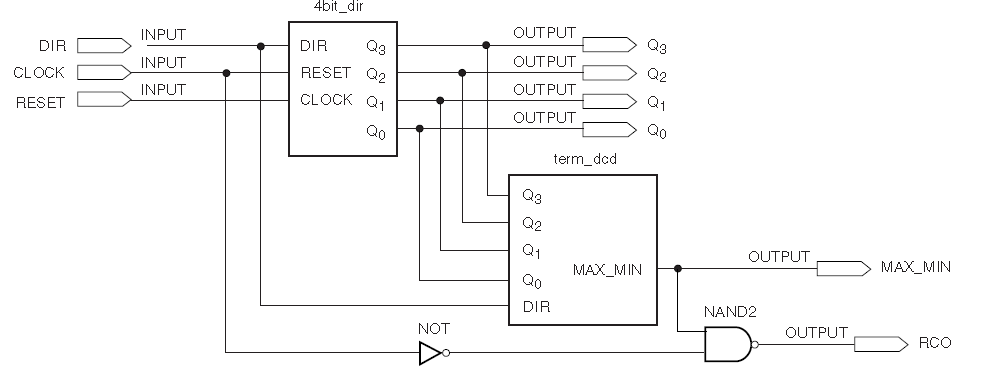 4bit_dir
DIR INPUT DIR Q3 OUTPUT Q3
CLOCK INPUT RESET Q2 OUTPUT Q2
RESET INPUT CLOCK Q1 OUTPUT Q1
Q0 OUTPUT Q0
term_dcd
Q3
Q2
Q1
Q0
MAX_MIN OUTPUT MAX_MIN
DIR
NAND2
NOT
OUTPUT RCO